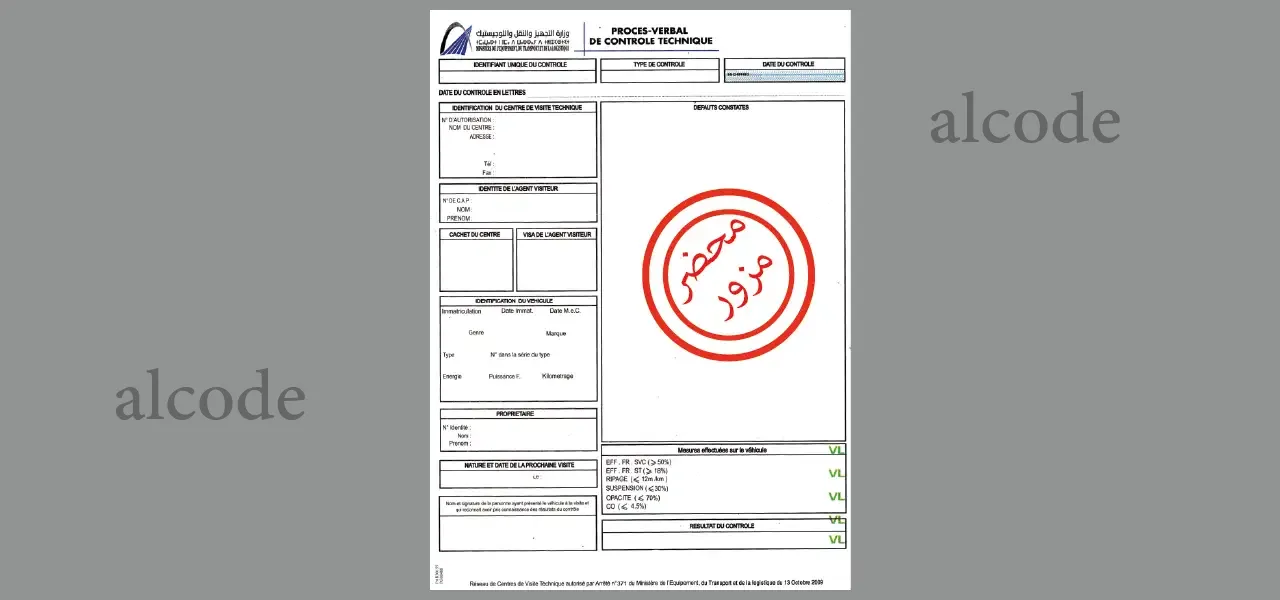 وزارة التجهيز والنقل واللوجيستيك
MINISTERE DE L'EQUIPEMENT DU TRANSPORT ET DE LA LOGISTIQUE
PROCES-VERBAL
DE CONTROLE TECHNIQUE
IDENTIFIANT UNIQUE DU CONTROLE
TYPE DE CONTROLE
DATE DU CONTROLE
DATE DU CONTROLE EN LETTRES
IDENTIFICATION DU CENTRE DE VISITE TECHNIQUE
N° D'AUTORISATION :
NOM DU CENTRE :
ADRESSE :
Tél :
Fax :
IDENTITE DE L'AGENT VISITEUR
N° DE C.A.P :
NOM :
PRENOM :
CACHET DU CENTRE
VISA DE L'AGENT VISITEUR
IDENTIFICATION DU VEHICULE
Immatriculation Date Immat. Date M.e.C.
Genre Marque
Type N° dans la série du type
Energie Puissance F. Kilometrage
PROPRIETAIRE
N° Identité :
Nom :
Prenom :
NATURE ET DATE DE LA PROCHAINE VISITE
Le :
Nom et signature de la personne ayant présenté le véhicule à la visite et
qui reconnait avoir pris connaissance des résultats du contrôle
DEFAUTS CONSTATES
محضر
مزور
Mesures effectuées sur le véhicule VL
EFF . FR . SVC (⩾ 50%)
EFF . FR . ST (⩾ 18%)
VL
RIPAGE (⩽ 12m /km )
SUSPENSION (⩽ 30%)
OPACITE (⩽ 70%) VL
CO (⩽ 4.5%)
VL
RESULTAT DU CONTROLE
VL
Réseau de Centres de Visite Technique autorisé par Arrêté n°371 du Ministère de l'Equipement, du Transport et de la logistique du 13 Octobre 2009
alcode
alcode